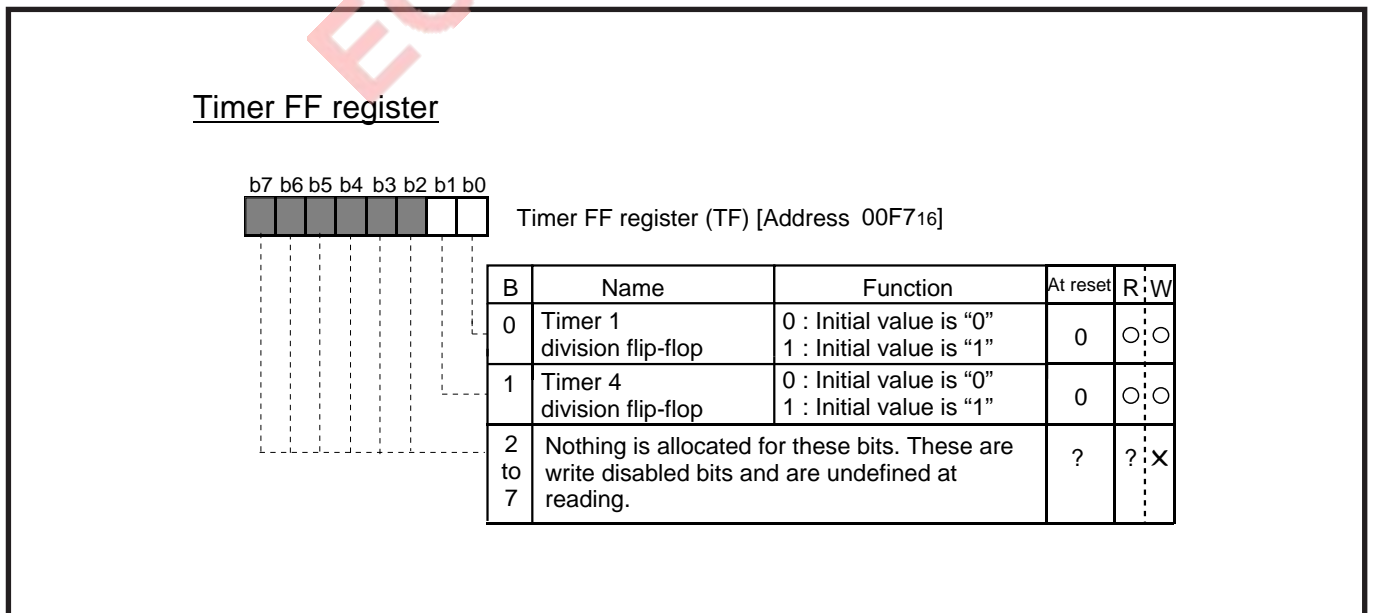 Timer FF register
b7 b6 b5 b4 b3 b2 b1 b0
Timer FF register (TF) [Address 00F716]
B Name Function At reset R W
0 Timer 1 0 : Initial value is “0” 0 ○ ○
division flip-flop 1 : Initial value is “1”
1 Timer 4 0 : Initial value is “0” 0 ○ ○
division flip-flop 1 : Initial value is “1”
2 Nothing is allocated for these bits. These are ? ? ✕
to write disabled bits and are undefined at
7 reading.